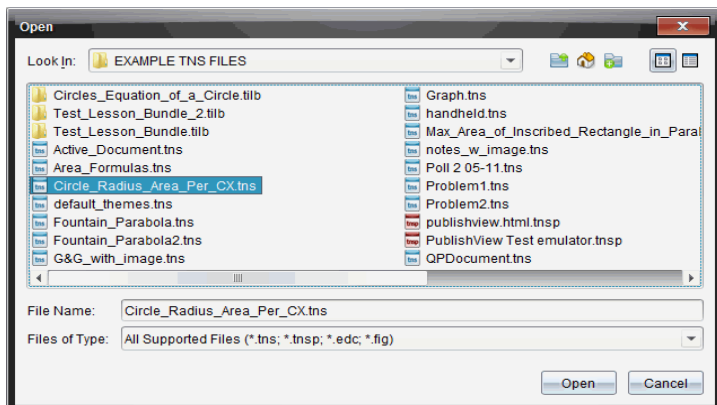 Open
Look In: EXAMPLE TNS FILES
Circles_Equation_of_a_Circle.tilb
Test_Lesson_Bundle_2.tilb
Test_Lesson_Bundle.tilb
Active_Document.tns
Area_Formulas.tns
Circle_Radius_Area_Per_CX.tns
default_themes.tns
Fountain_Parabola.tns
Fountain_Parabola2.tns
G&G_with_image.tns
Graph.tns
handheld.tns
Max_Area_of_Inscribed_Rectangle_in_Paral
notes_w_image.tns
Poll 2 05-11.tns
Problem1.tns
Problem2.tns
publishview.html.tnsp
PublishView Test emulator.tnsp
QPDocument.tns
File Name: Circle_Radius_Area_Per_CX.tns
Files of Type: All Supported Files (*.tns; *.tnsp; *.edc; *.fig)
Open Cancel